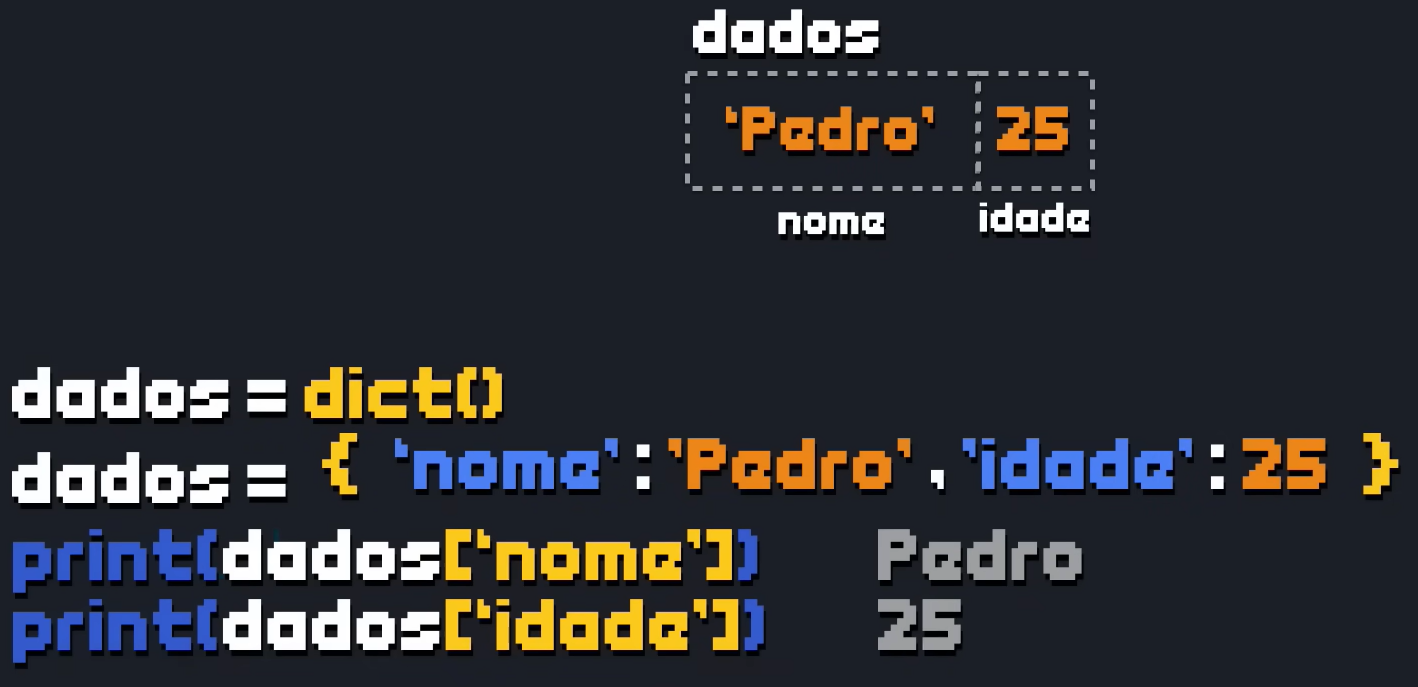 dados
'Pedro' 25
nome idade
dados = dict()
dados = { 'nome':'Pedro', 'idade':25 }
print(dados['nome']) Pedro
print(dados['idade']) 25